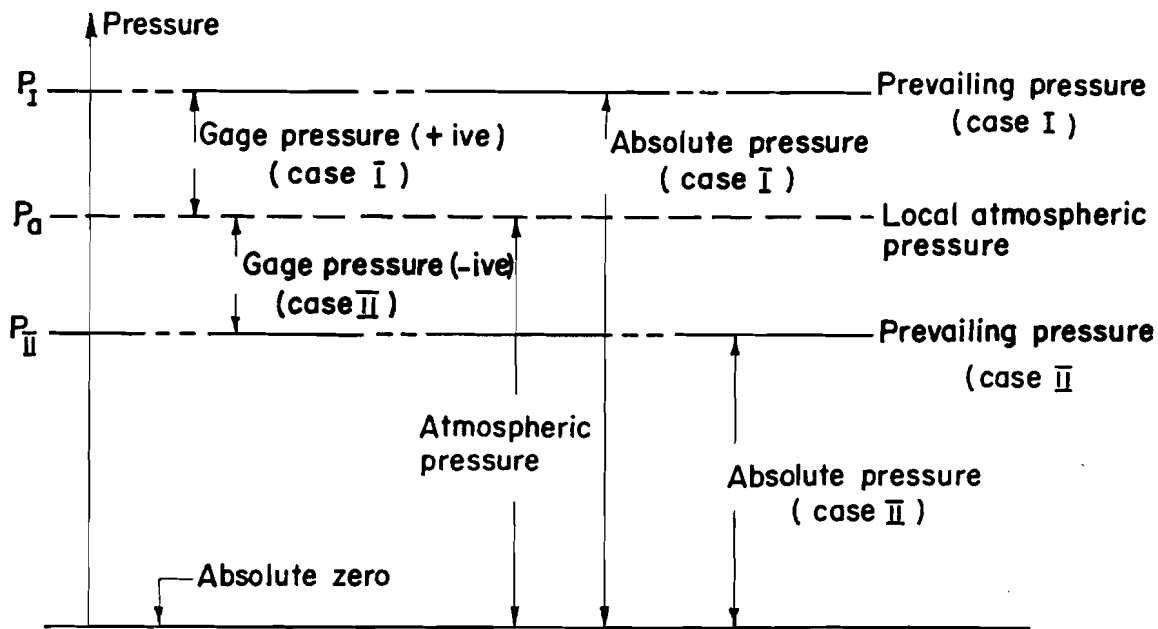 Pressure
P_I
Prevailing pressure
(case I)
Gage pressure (+ ive)
(case I)
Absolute pressure
(case I)
P_a
Local atmospheric
pressure
Gage pressure (-ive)
(case II)
P_II
Prevailing pressure
(case II
Atmospheric
pressure
Absolute pressure
(case II)
Absolute zero